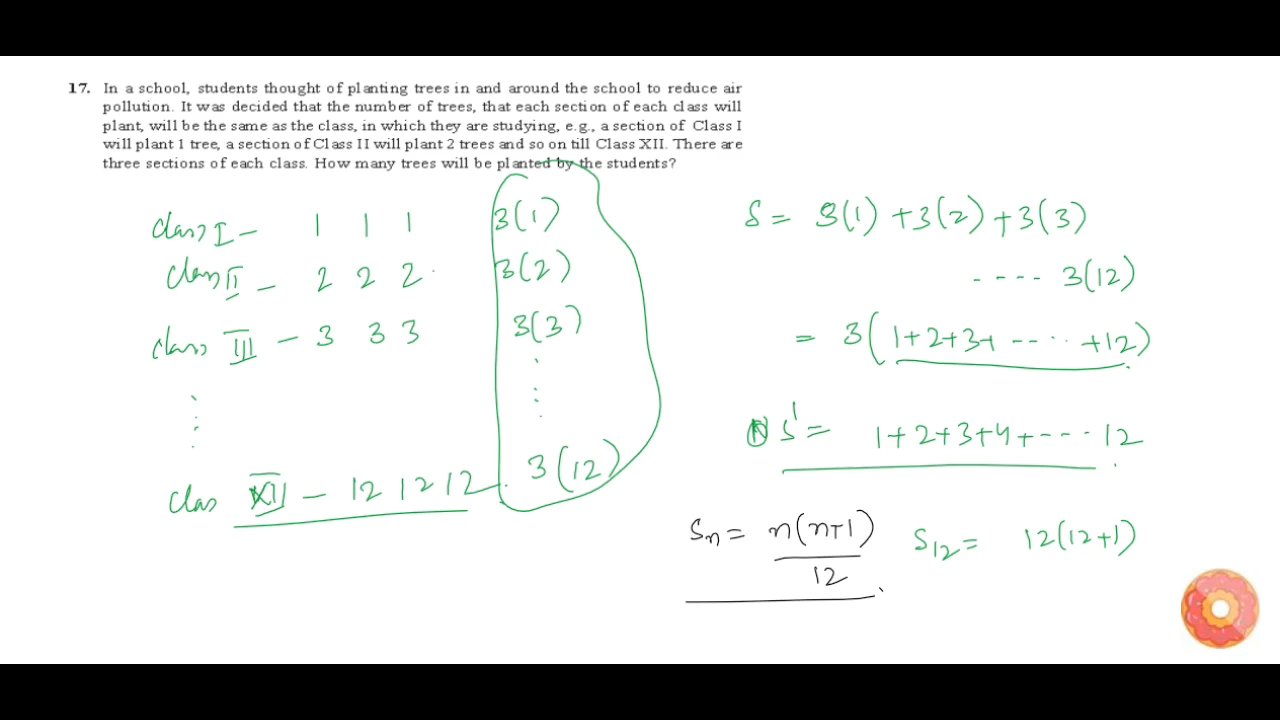 17. In a school, students thought of planting trees in and around the school to reduce air
pollution. It was decided that the number of trees, that each section of each class will
plant, will be the same as the class, in which they are studying, e.g., a section of Class I
will plant 1 tree, a section of Class II will plant 2 trees and so on till Class XII. There are
three sections of each class. How many trees will be planted by the students?
class I - 1 1 1 3(1)
class II - 2 2 2 3(2)
class III - 3 3 3 3(3)
clas XII - 12 12 12 3(12)
S = 3(1) +3(2) +3(3)
---- 3(12)
= 3(1+2+3+ ----- +12)
S' = 1+2+3+4+---- 12
Sn = n(n+1)
12
S12 = 12(12+1)